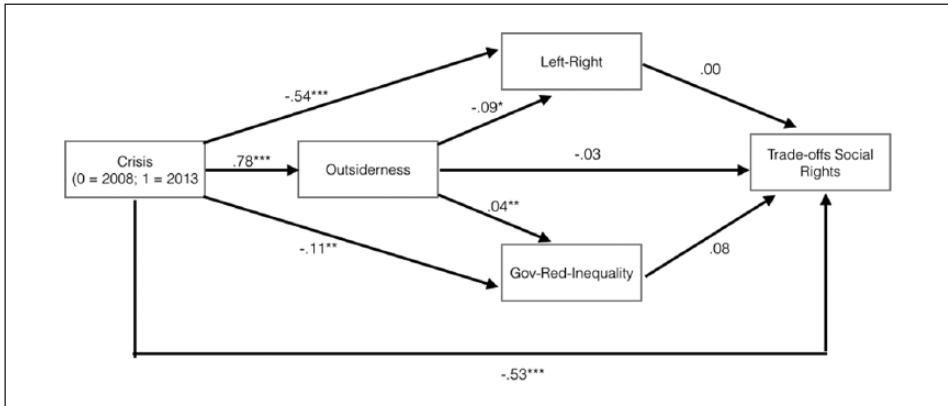 Left-Right
.00
-.54***
-.09*
Crisis
(0 = 2008; 1 = 2013
.78***
Outsiderness
-.03
Trade-offs Social
Rights
.04**
-.11**
Gov-Red-Inequality
.08
-.53***